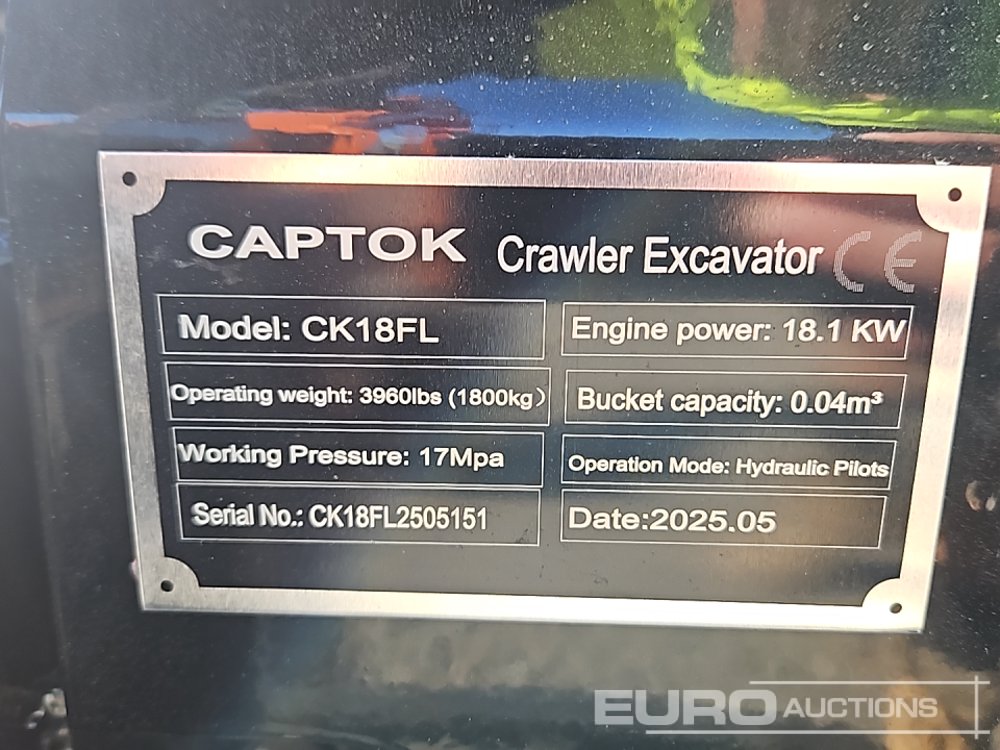 CAPTOK Crawler Excavator CE
Model: CK18FL
Engine power: 18.1 KW
Operating weight: 3960lbs (1800kg）
Bucket capacity: 0.04m³
Working Pressure: 17Mpa
Operation Mode: Hydraulic Pilots
Serial No.: CK18FL2505151
Date:2025.05
EURO AUCTIONS